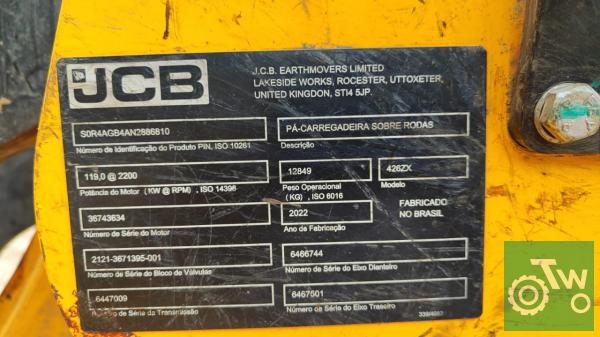 JCB
J.C.B. EARTHMOVERS LIMITED
LAKESIDE WORKS, ROCESTER, UTTOXETER,
UNITED KINGDON, ST14 5JP.
S0R4AGB4AN2886810
Número de Identificação do Produto PIN, ISO 10261
PÁ-CARREGADEIRA SOBRE RODAS
Descrição
119,0 @ 2200
Potência do Motor (KW @ RPM), ISO 14396
12849
Peso Operacional
(KG), ISO 6016
426ZX
Modelo
36743634
Número de Série do Motor
2022
Ano de Fabricação
FABRICADO
NO BRASIL
2121-3671395-001
Número de Série do Bloco de Válvulas
6466744
Número de Série do Eixo Dianteiro
6447009
Número de Série da Transmissão
6467501
Número de Série do Eixo Traseiro
TWO